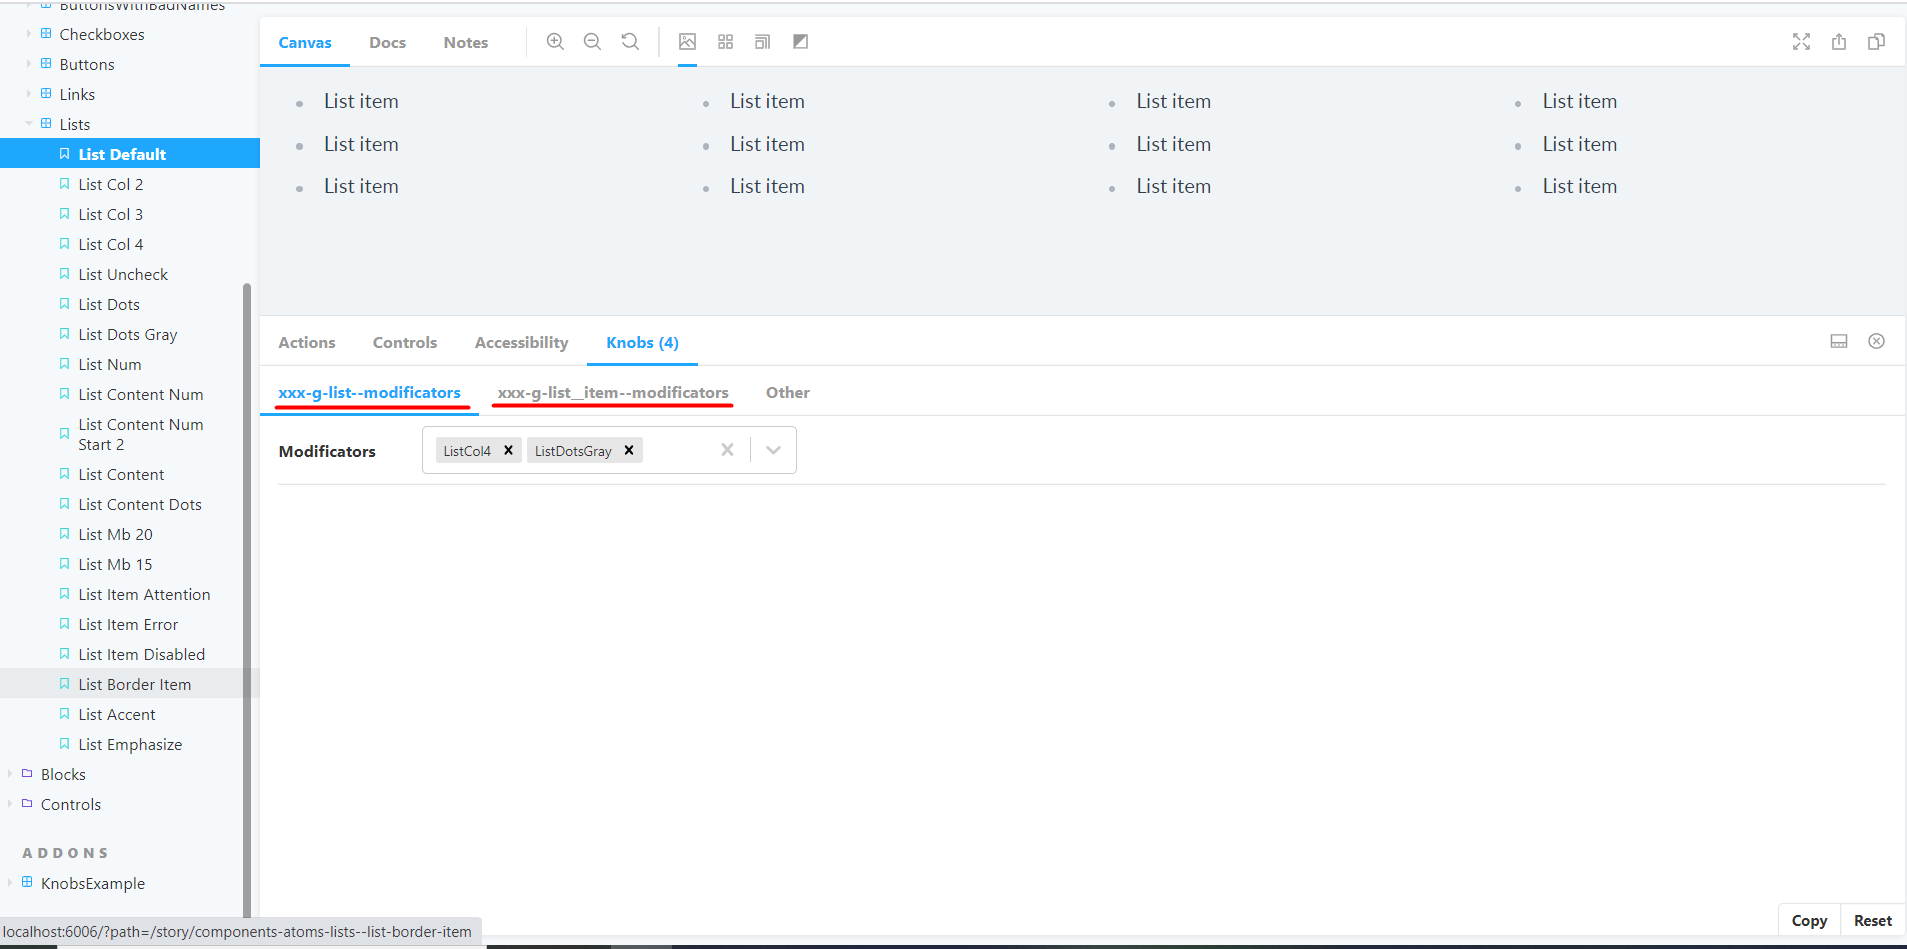 ButtonsWithBadNames
Checkboxes
Buttons
Links
Lists
List Default
List Col 2
List Col 3
List Col 4
List Uncheck
List Dots
List Dots Gray
List Num
List Content Num
List Content Num
Start 2
List Content
List Content Dots
List Mb 20
List Mb 15
List Item Attention
List Item Error
List Item Disabled
List Border Item
List Accent
List Emphasize
Blocks
Controls
ADDONS
KnobsExample
localhost:6006/?path=/story/components-atoms-lists--list-border-item
Canvas Docs Notes
List item List item List item List item
List item List item List item List item
List item List item List item List item
Actions Controls Accessibility Knobs (4)
xxx-g-list--modificators xxx-g-list__item--modificators Other
Modificators ListCol4 ListDotsGray
Copy Reset